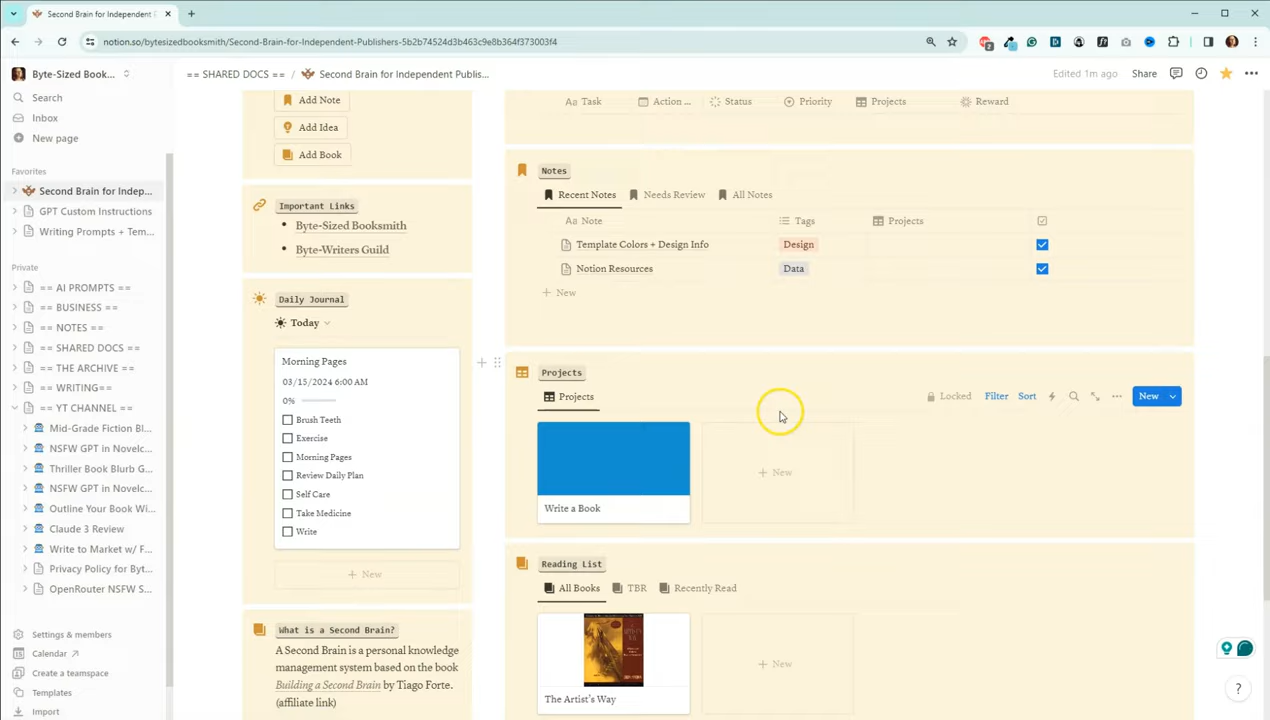 Second Brain for Independent P
notion.so/bytesizedbooksmith/Second-Brain-for-Independent-Publishers-5b2b74524d3b463c9e8b364f373003f4
Byte-Sized Book...
== SHARED DOCS == / Second Brain for Independent Publis...
Edited 1m ago
Share
Search
Inbox
New page
Favorites
Second Brain for Indep...
GPT Custom Instructions
Writing Prompts + Tem...
Private
== AI PROMPTS ==
== BUSINESS ==
== NOTES ==
== SHARED DOCS ==
== THE ARCHIVE ==
== WRITING==
== YT CHANNEL ==
Mid-Grade Fiction Bl...
NSFW GPT in Novelc...
Thriller Book Blurb G...
NSFW GPT in Novelc...
Outline Your Book Wi...
Claude 3 Review
Write to Market w/ F...
Privacy Policy for Byt...
OpenRouter NSFW S...
Settings & members
Calendar ↗
Create a teamspace
Templates
Import
Add Note
Add Idea
Add Book
Important Links
• Byte-Sized Booksmith
• Byte-Writers Guild
Daily Journal
Today
Morning Pages
03/15/2024 6:00 AM
0%
Brush Teeth
Exercise
Morning Pages
Review Daily Plan
Self Care
Take Medicine
Write
+ New
What is a Second Brain?
A Second Brain is a personal knowledge
management system based on the book
Building a Second Brain by Tiago Forte.
(affiliate link)
Aa Task Action ... Status Priority Projects Reward
Notes
Recent Notes Needs Review All Notes
Aa Note Tags Projects
Template Colors + Design Info Design
Notion Resources Data
+ New
Projects
Projects
Locked Filter Sort New
+ New
Write a Book
Reading List
All Books TBR Recently Read
+ New
The Artist's Way
2
?